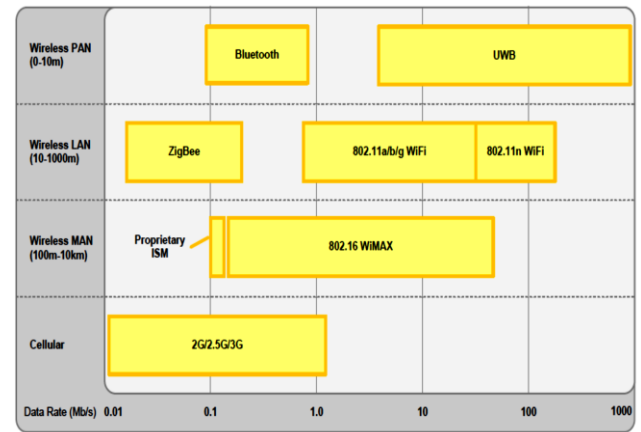 Wireless PAN
(0-10m)
Bluetooth
UWB
Wireless LAN
(10-1000m)
ZigBee
802.11a/b/g WiFi
802.11n WiFi
Wireless MAN
(100m-10km)
Proprietary
ISM
802.16 WiMAX
Cellular
2G/2.5G/3G
Data Rate (Mb/s) 0.01 0.1 1.0 10 100 1000